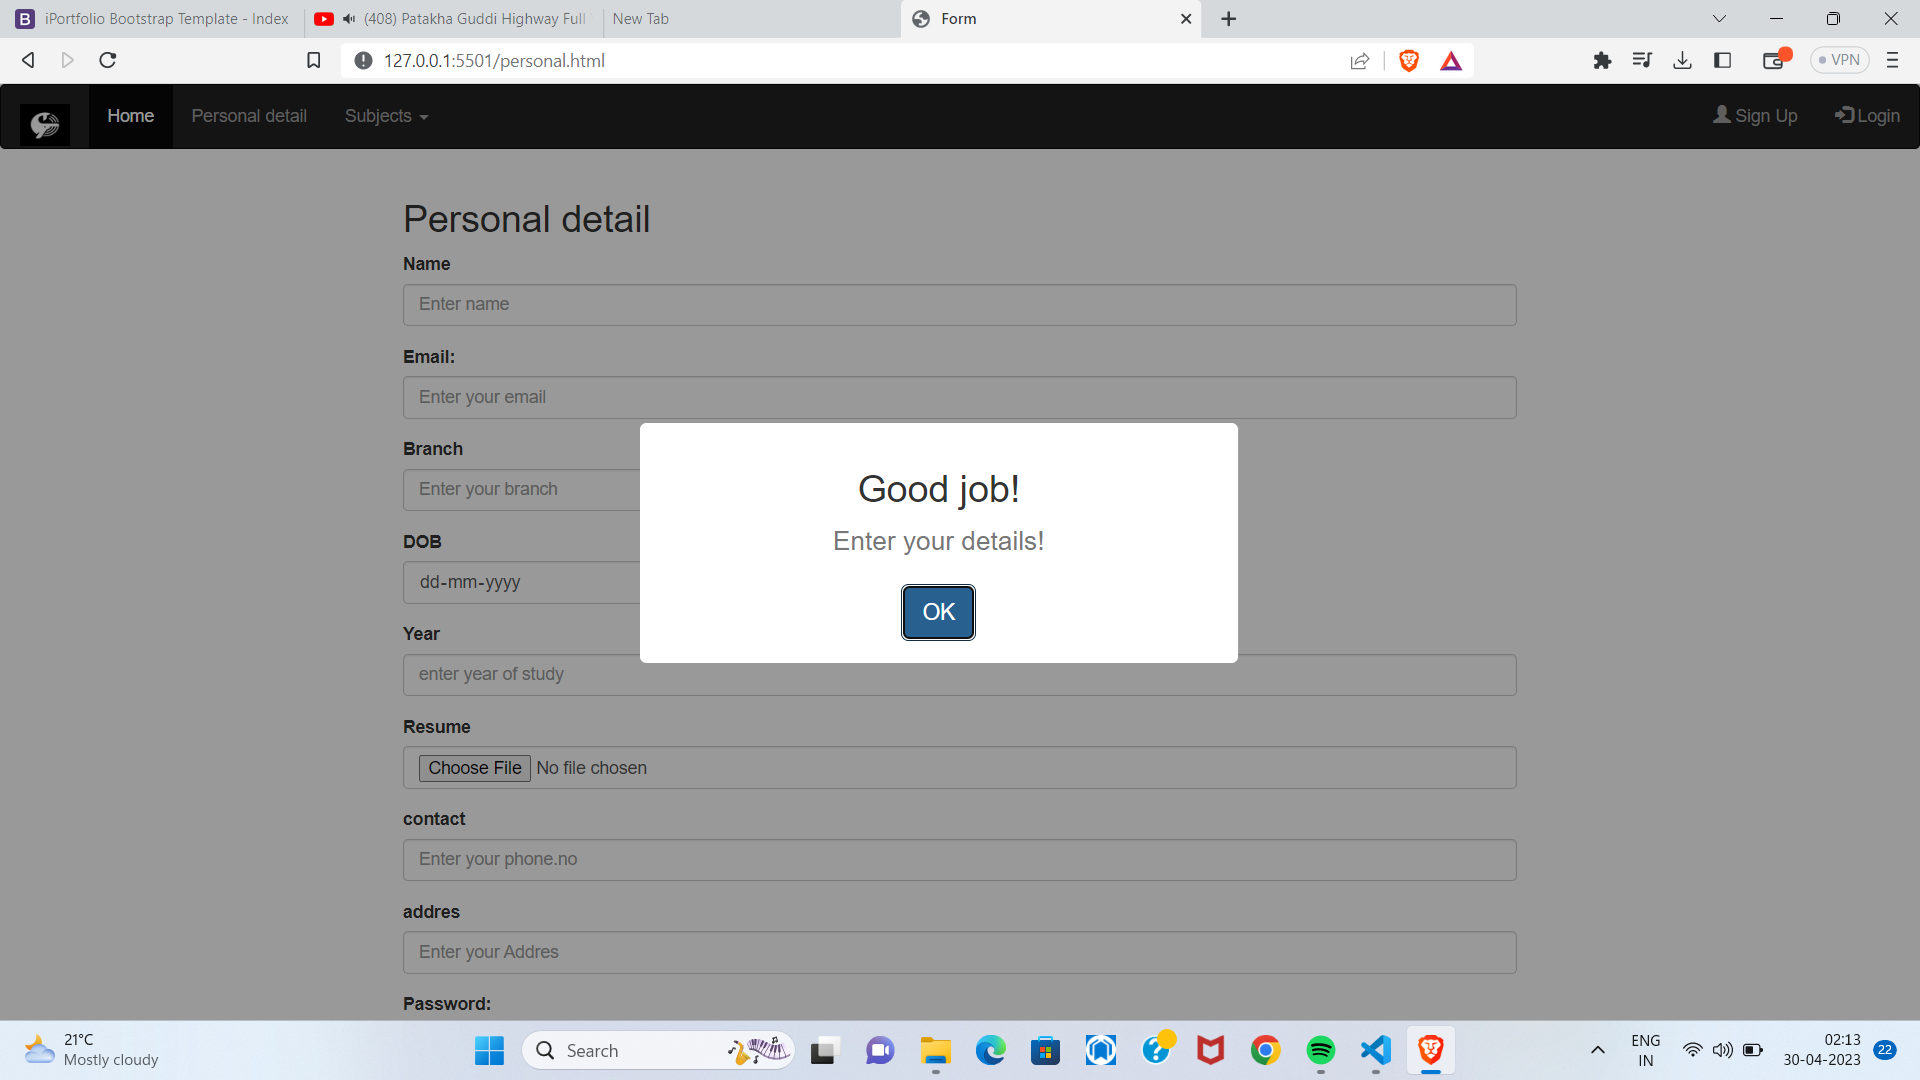 B iPortfolio Bootstrap Template - Index
(408) Patakha Guddi Highway Full
New Tab
Form
127.0.0.1:5501/personal.html
VPN
Home
Personal detail
Subjects
Sign Up
Login
Personal detail
Name
Enter name
Email:
Enter your email
Branch
Enter your branch
DOB
dd-mm-yyyy
Year
enter year of study
Good job!
Enter your details!
OK
Resume
Choose File No file chosen
contact
Enter your phone.no
addres
Enter your Addres
Password:
21°C
Mostly cloudy
Search
ENG
IN
02:13
30-04-2023
22